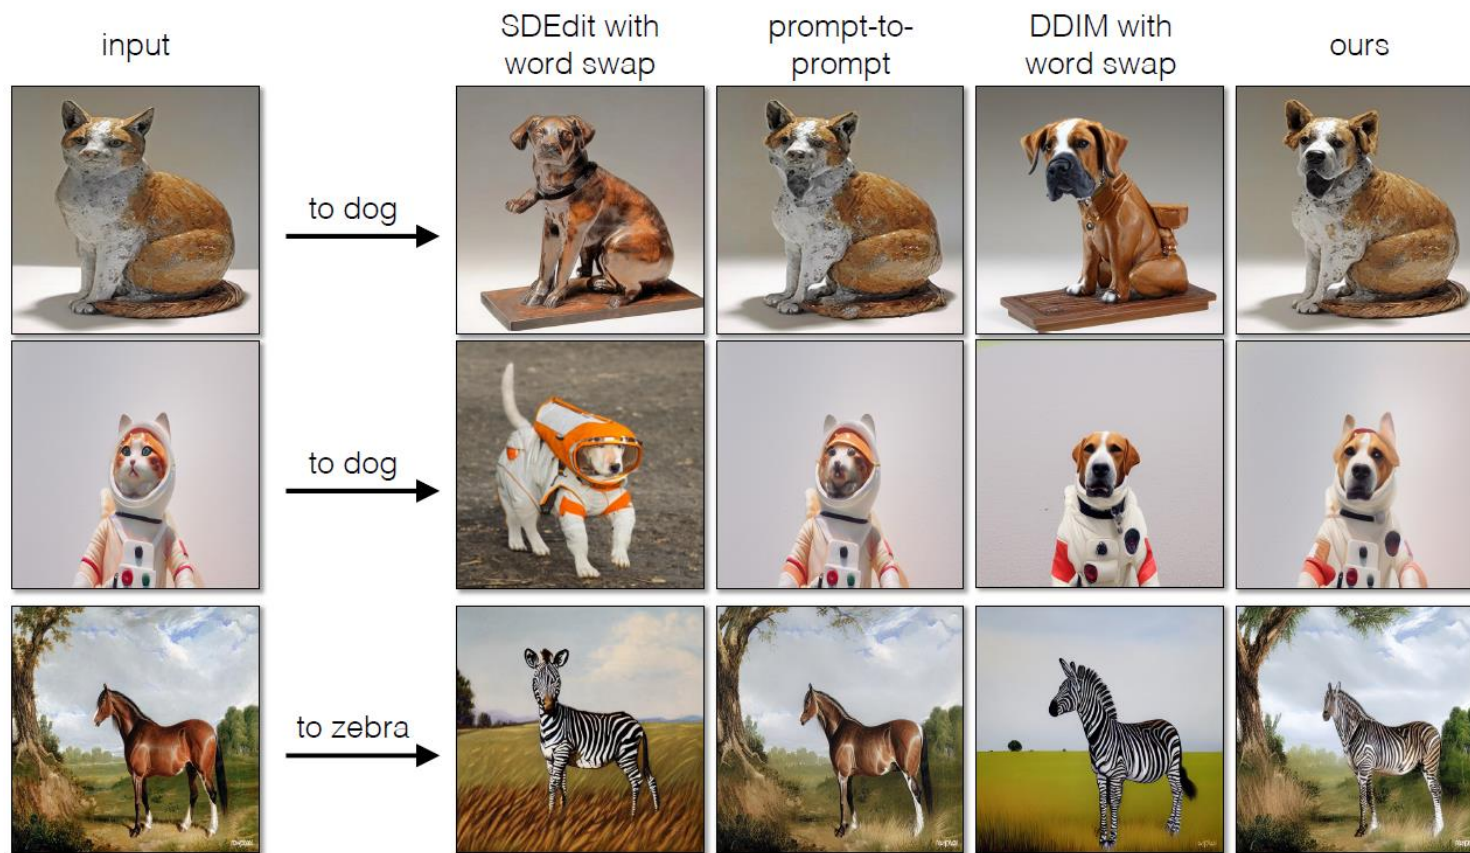 input
SDEdit with
word swap
prompt-to-
prompt
DDIM with
word swap
ours
to dog
to dog
to zebra